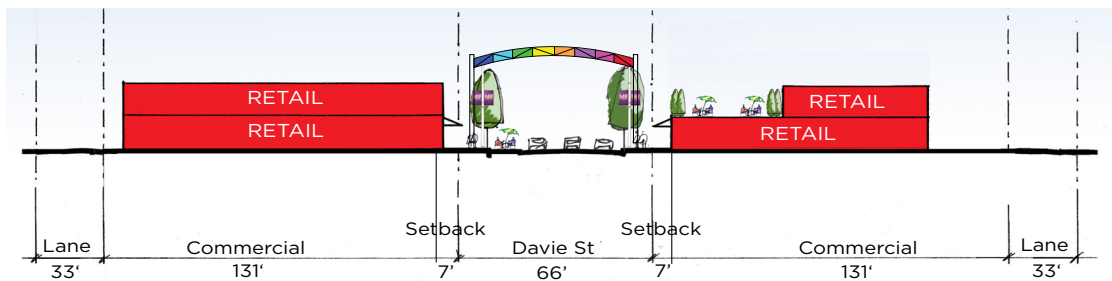 RETAIL
RETAIL
RETAIL
RETAIL
Setback
Setback
Lane
Commercial
Davie St
Commercial
Lane
33‘
131‘
7’
66’
7’
131‘
33‘